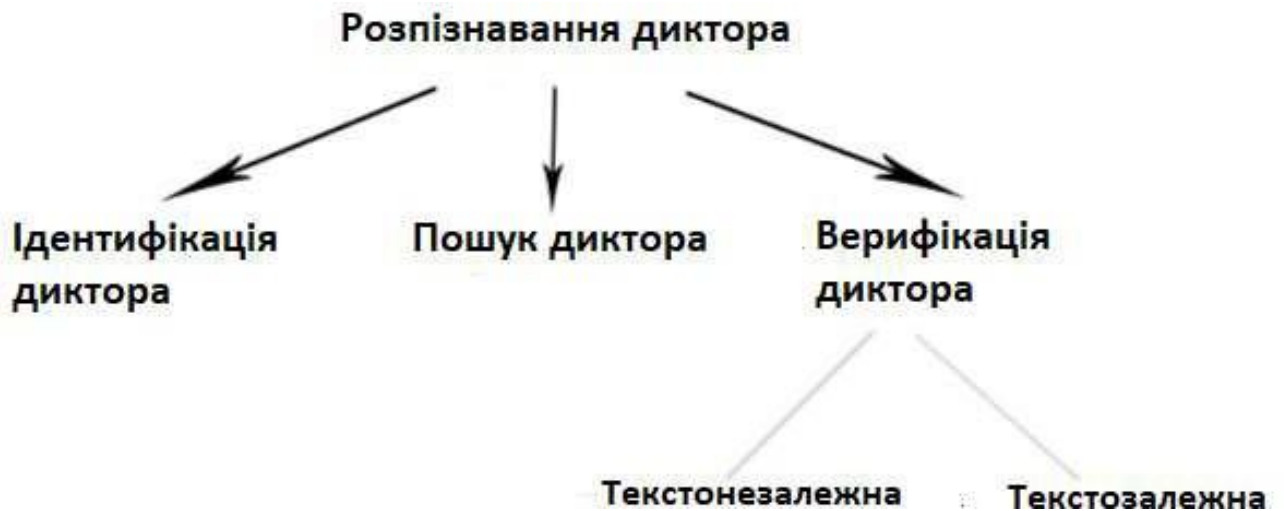 Розпізнавання диктора
Ідентифікація
диктора
Пошук диктора
Верифікація
диктора
Текстонезалежна
Текстозалежна